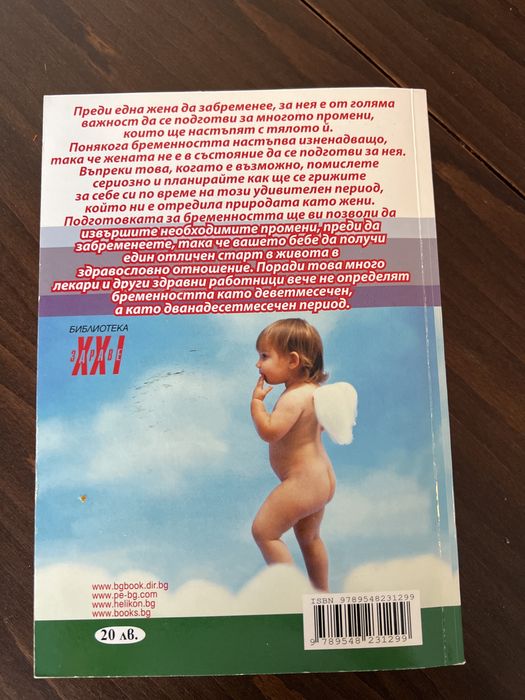 Преди една жена да забременее, за нея е от голяма
важност да се подготви за многото промени,
които ще настъпят с тялото ѝ.
Понякога бременността настъпва изненадващо,
така че жената не е в състояние да се подготви за нея.
Въпреки това, когато е възможно, помислете
сериозно и планирайте как ще се грижите
за себе си по време на този удивителен период,
който ни е отредила природата като жени.
Подготовката за бременността ще ви позволи да
извършите необходимите промени, преди да
забременеете, така че вашето бебе да получи
един отличен старт в живота в
здравословно отношение. Поради това много
лекари и други здравни работници вече не определят
бременността като деветмесечен,
а като дванадесетмесечен период.
БИБЛИОТЕКА
ЗДРАВЕ
XXI
www.bgbook.dir.bg
www.pe-bg.com
www.helikon.bg
www.books.bg
20 лв.
ISBN 9789548231299
9 789548 231299